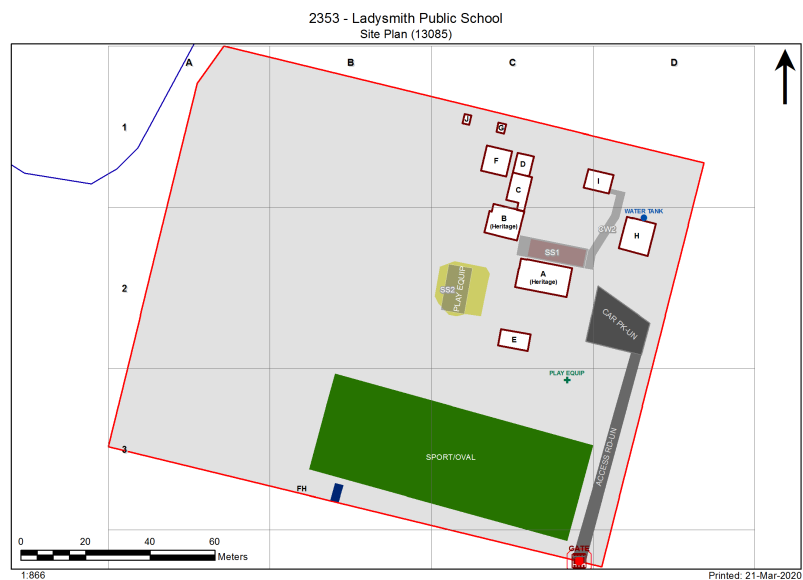 2353 - Ladysmith Public School
Site Plan (13085)
A
B
C
D
1
J
G
F
D
C
I
B
(Heritage)
WATER TANK
CW2
H
SS1
A
(Heritage)
2
SS2
PLAY EQUIP
CAR PK-UN
E
PLAY EQUIP
3
SPORT/OVAL
ACCESS RD-UN
FH
GATE
0 20 40 60
Meters
1:866
Printed: 21-Mar-2020